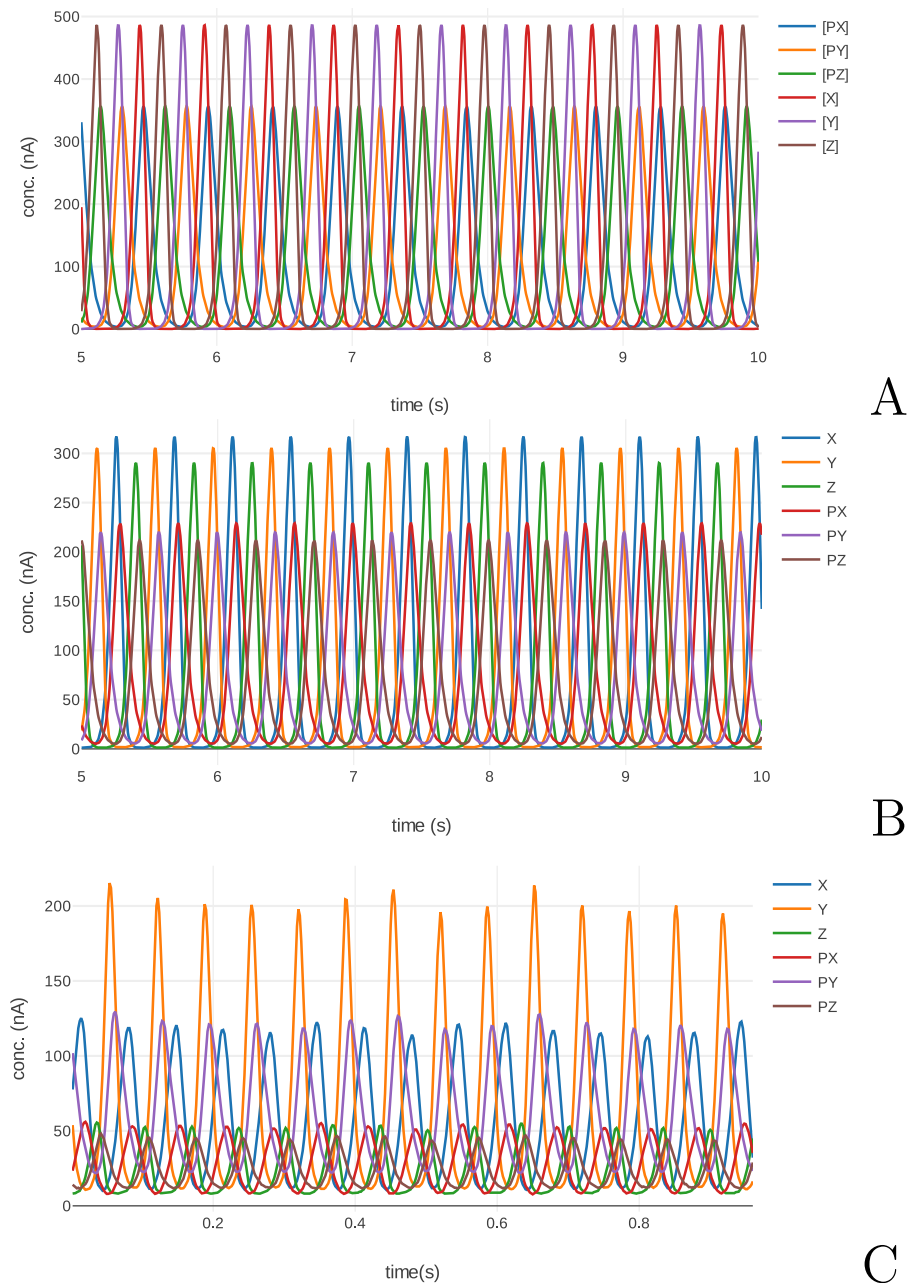 500
400
300
200
100
0
conc. (nA)
5
6
7
8
9
10
time (s)
[PX]
[PY]
[PZ]
[X]
[Y]
[Z]
A
300
250
200
150
100
50
0
conc. (nA)
5
6
7
8
9
10
time (s)
X
Y
Z
PX
PY
PZ
B
200
150
100
50
0
conc. (nA)
0.2
0.4
0.6
0.8
time(s)
X
Y
Z
PX
PY
PZ
C